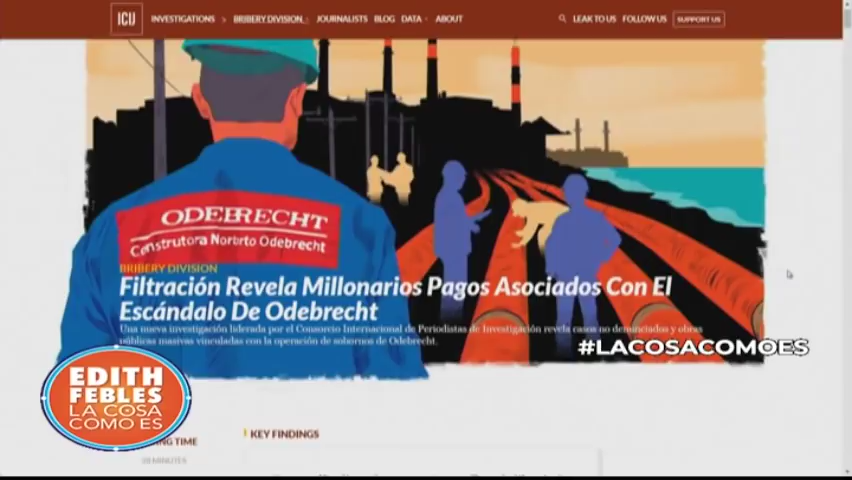 ICIJ INVESTIGATIONS > BRIBERY DIVISION JOURNALISTS BLOG DATA ABOUT LEAK TO US FOLLOW US SUPPORT US
ODEBRECHT
Construtora Norberto Odebrecht
BRIBERY DIVISION
Filtración Revela Millonarios Pagos Asociados Con El
Escándalo De Odebrecht
Una nueva investigación liderada por el Consorcio Internacional de Periodistas de Investigación revela casos no denunciados y obras
públicas masivas vinculadas con la operación de sobornos de Odebrecht.
#LACOSACOMOES
EDITH
FEBLES
LA COSA
COMO ES
TIME
MINUTES
KEY FINDINGS